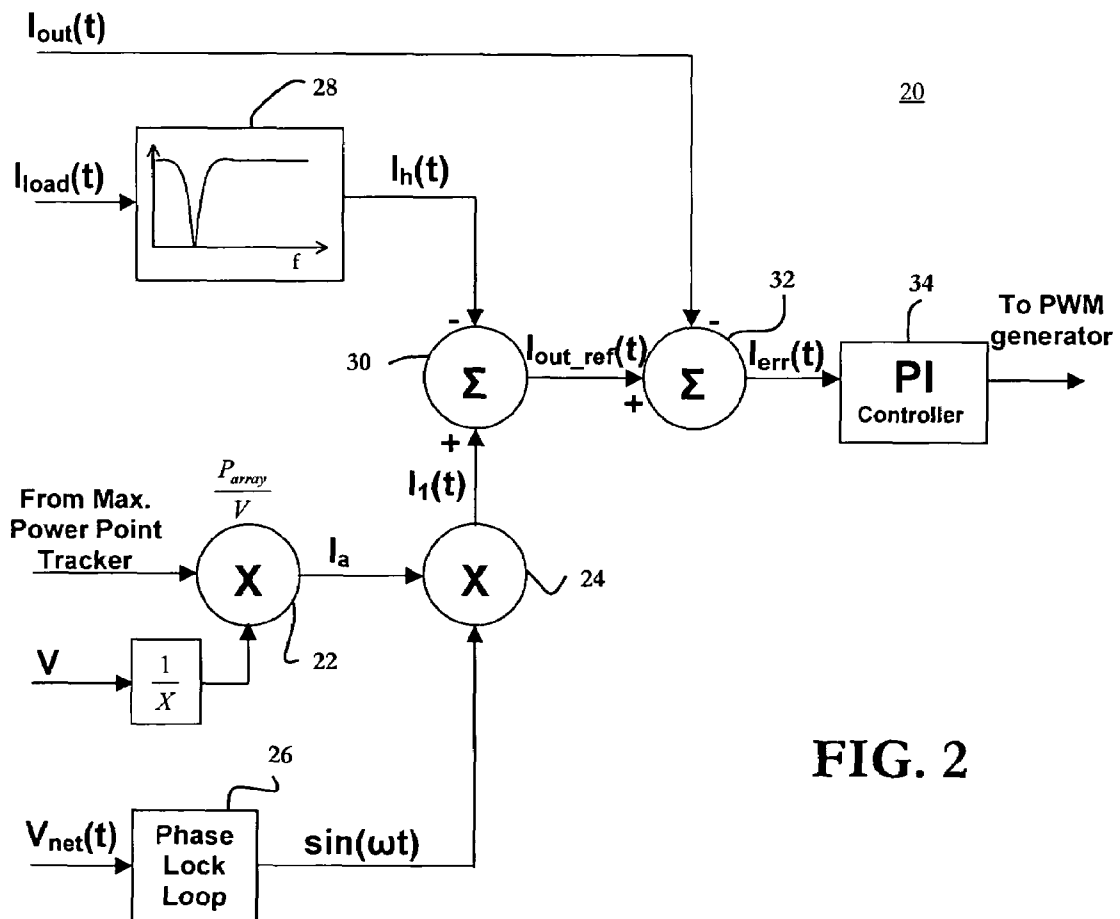 I_out(t)
20
28
I_load(t)
f
I_h(t)
30
-
Σ
+
I_out_ref(t)
32
-
+
Σ
I_err(t)
34
PI
Controller
To PWM
generator
From Max.
Power Point
Tracker
P_array
V
X
22
I_a
I_1(t)
X
24
V
1
X
26
V_net(t)
Phase
Lock
Loop
sin(ωt)
FIG. 2